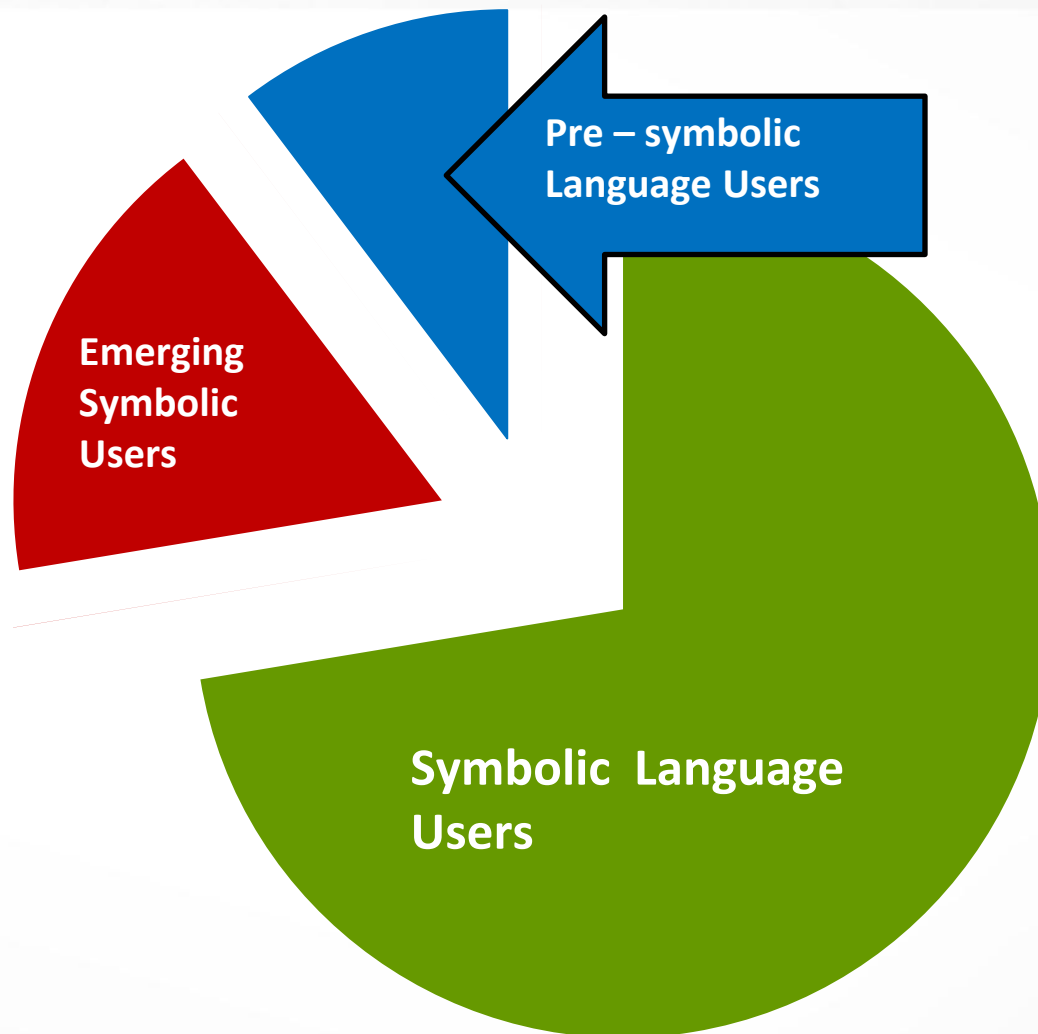 Pre – symbolic
Language Users
Emerging
Symbolic
Users
Symbolic  Language
Users